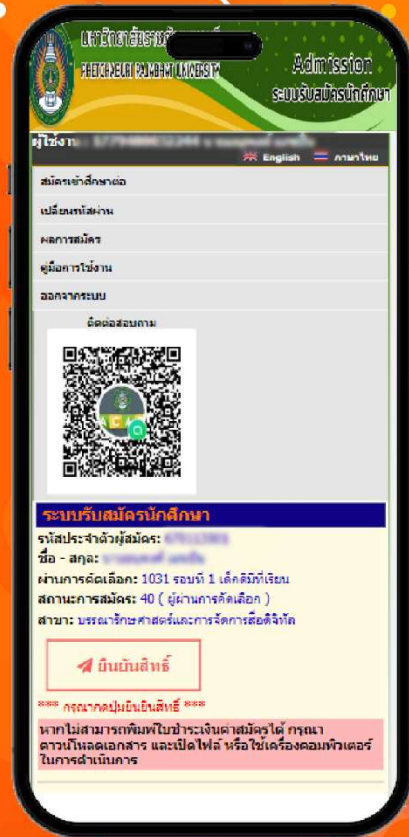 PHETCHABURI RAJABHAT UNIVERSITY
Admission
ระบบรับสมัครนักศึกษา
ผู้ใช้งาน :
English ภาษาไทย
สมัครเข้าศึกษาต่อ
เปลี่ยนรหัสผ่าน
ผลการสมัคร
คู่มือการใช้งาน
ออกจากระบบ
ติดต่อสอบถาม
ระบบรับสมัครนักศึกษา
รหัสประจำตัวผู้สมัคร:
ชื่อ - สกุล:
ผ่านการคัดเลือก: 1031 รอบที่ 1 เด็กดีมีที่เรียน
สถานะการสมัคร: 40 ( ผู้ผ่านการคัดเลือก )
สาขา: บรรณารักษศาสตร์และการจัดการสื่อดิจิทัล
ยืนยันสิทธิ์
*** กรุณากดปุ่มยืนยันสิทธิ์ ***
หากไม่สามารถพิมพ์ใบชำระเงินค่าสมัครได้ กรุณา
ดาวน์โหลดเอกสาร และเปิดไฟล์ หรือใช้เครื่องคอมพิวเตอร์
ในการดำเนินการ